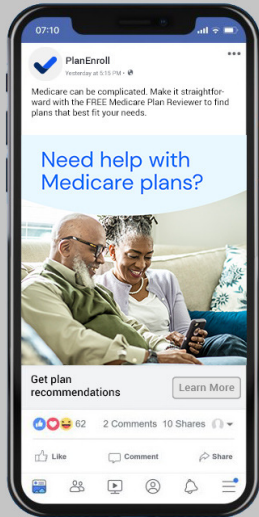 07:10
PlanEnroll
Yesterday at 5:15 PM •
Medicare can be complicated. Make it straightfor-
ward with the FREE Medicare Plan Reviewer to find
plans that best fit your needs.
Need help with
Medicare plans?
Get plan
recommendations
Learn More
62
2 Comments 10 Shares
Like
Comment
Share